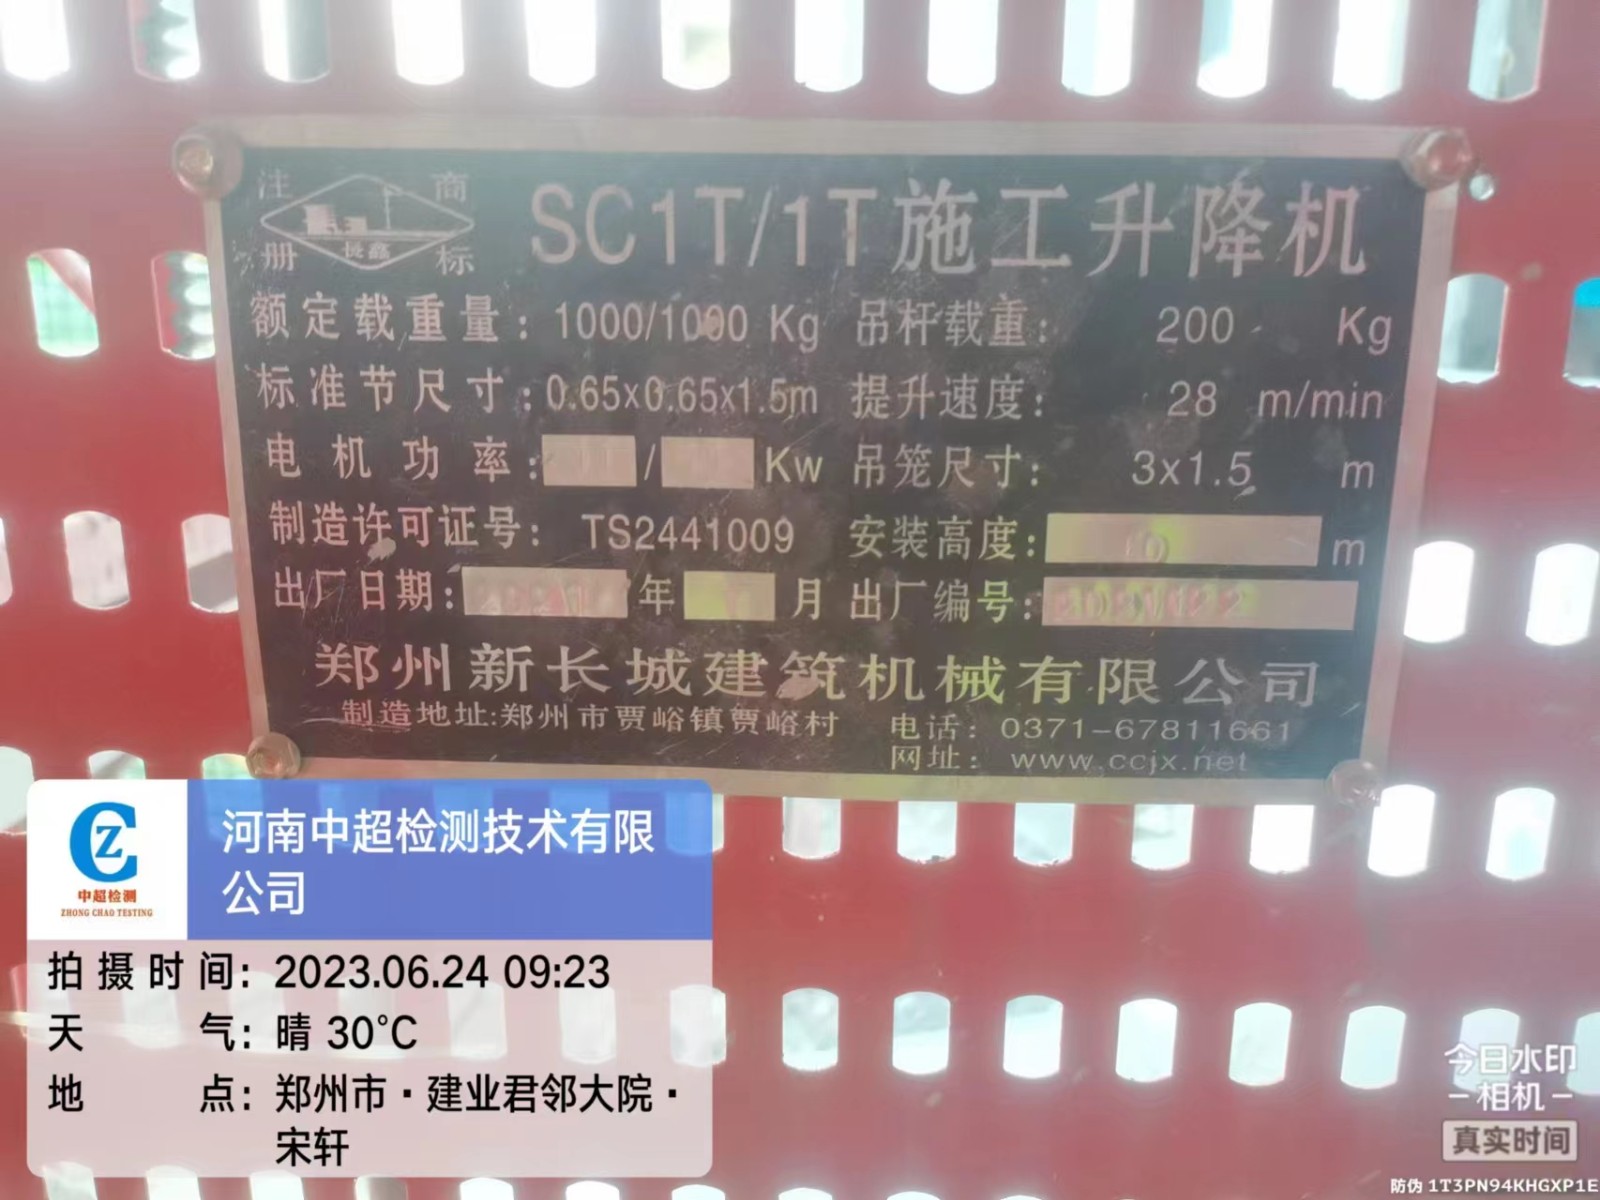 注 商
册 长鑫 标
SC1T/1T施工升降机
额定载重量：1000/1000 Kg 吊杆载重： 200 Kg
标准节尺寸：0.65x0.65x1.5m 提升速度： 28 m/min
电机功率： / Kw 吊笼尺寸： 3x1.5 m
制造许可证号： TS2441009 安装高度： m
出厂日期： 年 月 出厂编号：
郑州新长城建筑机械有限公司
制造地址:郑州市贾峪镇贾峪村 电话：0371-67811661
网址：www.ccjx.net
CZ
中超检测
ZHONG CHAO TESTING
河南中超检测技术有限
公司
拍摄时间：2023.06.24 09:23
天气：晴 30°C
地点：郑州市·建业君邻大院·
宋轩
今日水印
相机
真实时间
防伪 1T3PN94KHGXP1E